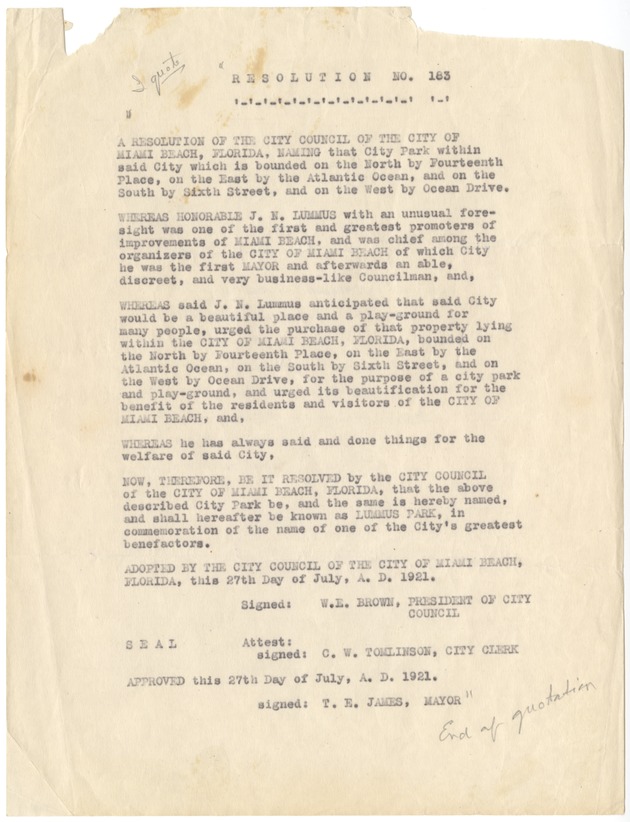 I quote
" R E S O L U T I O N   NO. 183
'-'-'-'-'-'-'-'-'-'-'-' '-'
"
A RESOLUTION OF THE CITY COUNCIL OF THE CITY OF
MIAMI BEACH, FLORIDA, NAMING that City Park within
said City which is bounded on the North by Fourteenth
Place, on the East by the Atlantic Ocean, and on the
South by Sixth Street, and on the West by Ocean Drive.
WHEREAS HONORABLE J. N. LUMMUS with an unusual fore-
sight was one of the first and greatest promoters of
improvements of MIAMI BEACH, and was chief among the
organizers of the CITY OF MIAMI BEACH of which City
he was the first MAYOR and afterwards an able,
discreet, and very business-like Councilman, and,
WHEREAS said J. N. Lummus anticipated that said City
would be a beautiful place and a play-ground for
many people, urged the purchase of that property lying
within the CITY OF MIAMI BEACH, FLORIDA, bounded on
the North by Fourteenth Place, on the East by the
Atlantic Ocean, on the South by Sixth Street, and on
the West by Ocean Drive, for the purpose of a city park
and play-ground, and urged its beautification for the
benefit of the residents and visitors of the CITY OF
MIAMI BEACH, and,
WHEREAS he has always said and done things for the
welfare of said City,
NOW, THEREFORE, BE IT RESOLVED by the CITY COUNCIL
of the CITY OF MIAMI BEACH, FLORIDA, that the above
described City Park be, and the same is hereby named,
and shall hereafter be known as LUMMUS PARK, in
commemoration of the name of one of the City's greatest
benefactors.
ADOPTED BY THE CITY COUNCIL OF THE CITY OF MIAMI BEACH,
FLORIDA, this 27th Day of July, A. D. 1921.
Signed: W.E. BROWN, PRESIDENT OF CITY
COUNCIL
S E A L Attest:
signed: C. W. TOMLINSON, CITY CLERK
APPROVED this 27th Day of July, A. D. 1921.
signed: T. E. JAMES, MAYOR "
End of quotation